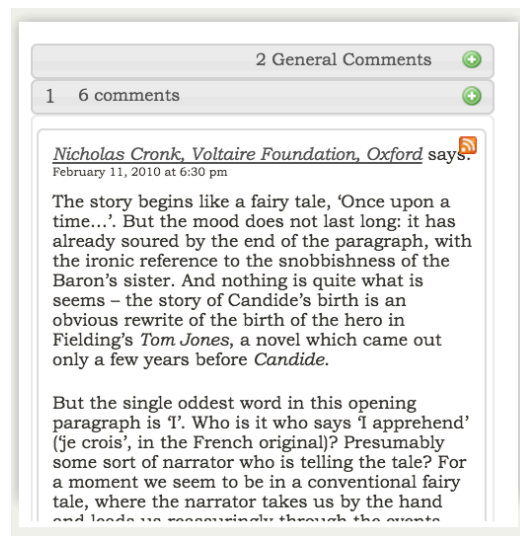 2 General Comments
1 6 comments
Nicholas Cronk, Voltaire Foundation, Oxford says:
February 11, 2010 at 6:30 pm
The story begins like a fairy tale, ‘Once upon a
time…’. But the mood does not last long: it has
already soured by the end of the paragraph, with
the ironic reference to the snobbishness of the
Baron’s sister. And nothing is quite what is
seems – the story of Candide’s birth is an
obvious rewrite of the birth of the hero in
Fielding’s Tom Jones, a novel which came out
only a few years before Candide.
But the single oddest word in this opening
paragraph is ‘I’. Who is it who says ‘I apprehend’
(‘je crois’, in the French original)? Presumably
some sort of narrator who is telling the tale? For
a moment we seem to be in a conventional fairy
tale, where the narrator takes us by the hand
and leads us reassuringly through the events